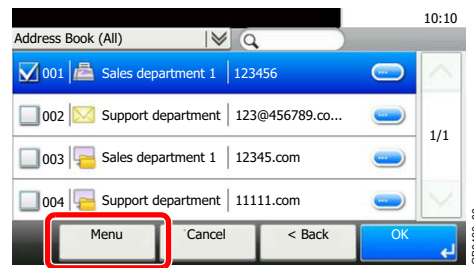 10:10
Address Book (All)
001 Sales department 1 123456
002 Support department 123@456789.co...
003 Sales department 1 12345.com
1/1
004 Support department 11111.com
Menu Cancel < Back OK